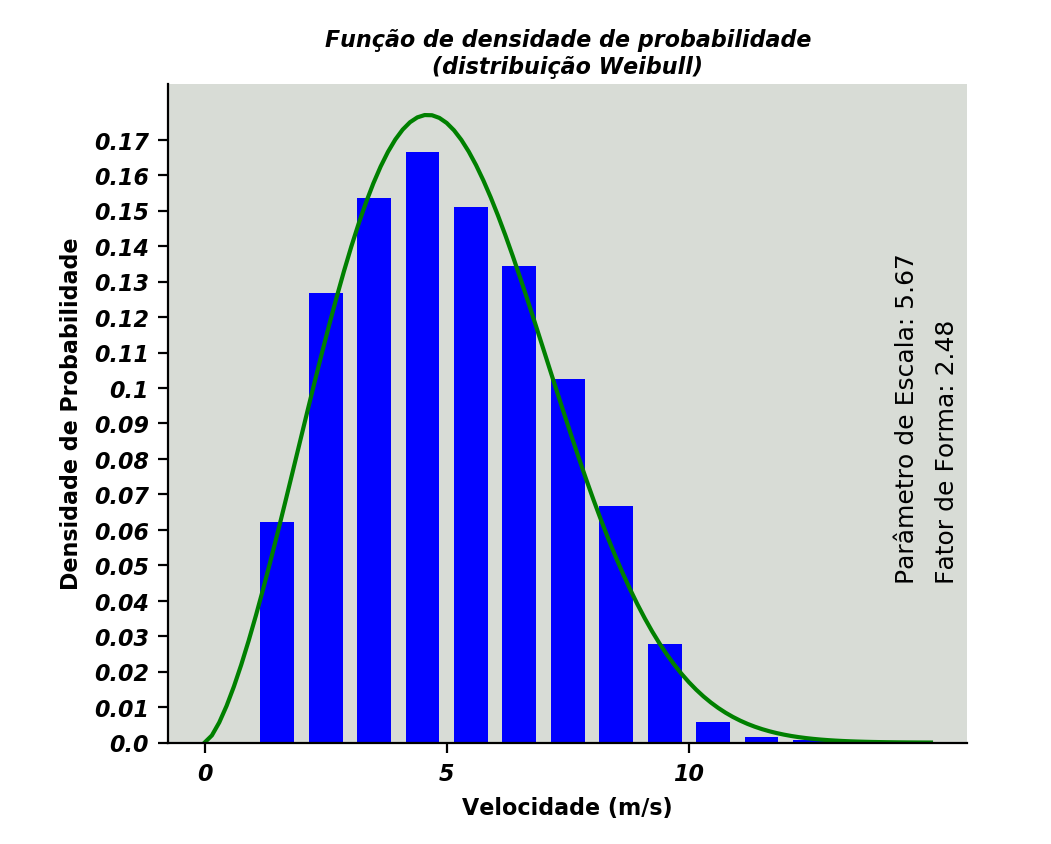 Função de densidade de probabilidade
(distribuição Weibull)
Densidade de Probabilidade
0.17
0.16
0.15
0.14
0.13
0.12
0.11
0.1
0.09
0.08
0.07
0.06
0.05
0.04
0.03
0.02
0.01
0.0
0 5 10
Velocidade (m/s)
Parâmetro de Escala: 5.67
Fator de Forma: 2.48